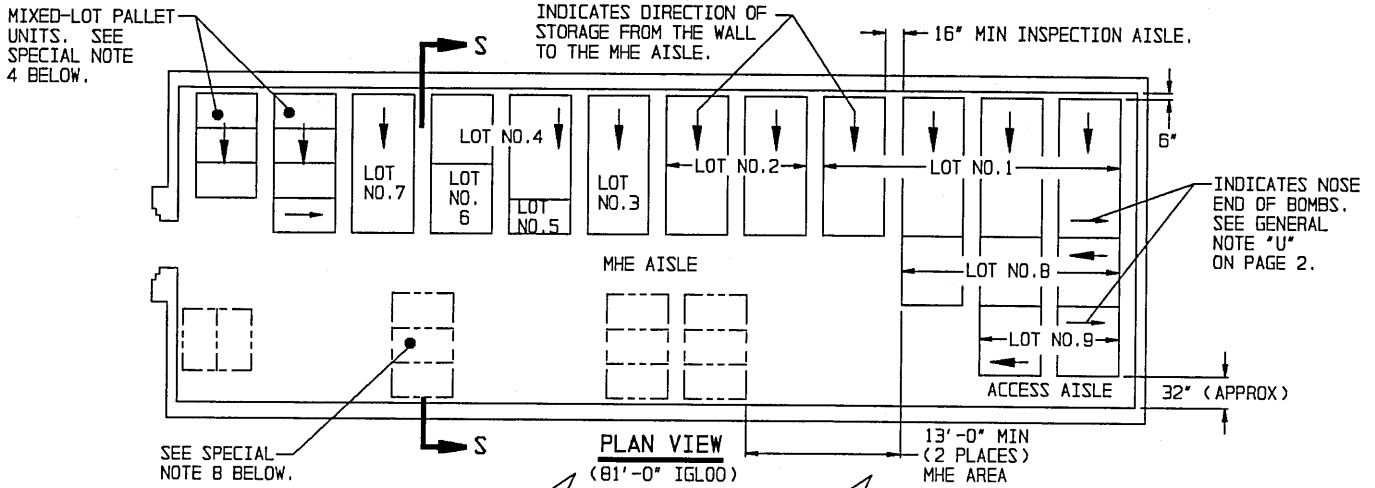 MIXED-LOT PALLET
UNITS. SEE
SPECIAL NOTE
4 BELOW.
S
INDICATES DIRECTION OF
STORAGE FROM THE WALL
TO THE MHE AISLE.
16" MIN INSPECTION AISLE.
6"
LOT
NO.7
LOT NO.4
LOT
NO.
6
LOT
NO.5
LOT
NO.3
LOT NO.2
LOT NO.1
INDICATES NOSE
END OF BOMBS.
SEE GENERAL
NOTE "U"
ON PAGE 2.
MHE AISLE
LOT NO.8
LOT NO.9
ACCESS AISLE
32" (APPROX)
SEE SPECIAL
NOTE 8 BELOW.
S
PLAN VIEW
(81'-0" IGLOO)
13'-0" MIN
(2 PLACES)
MHE AREA